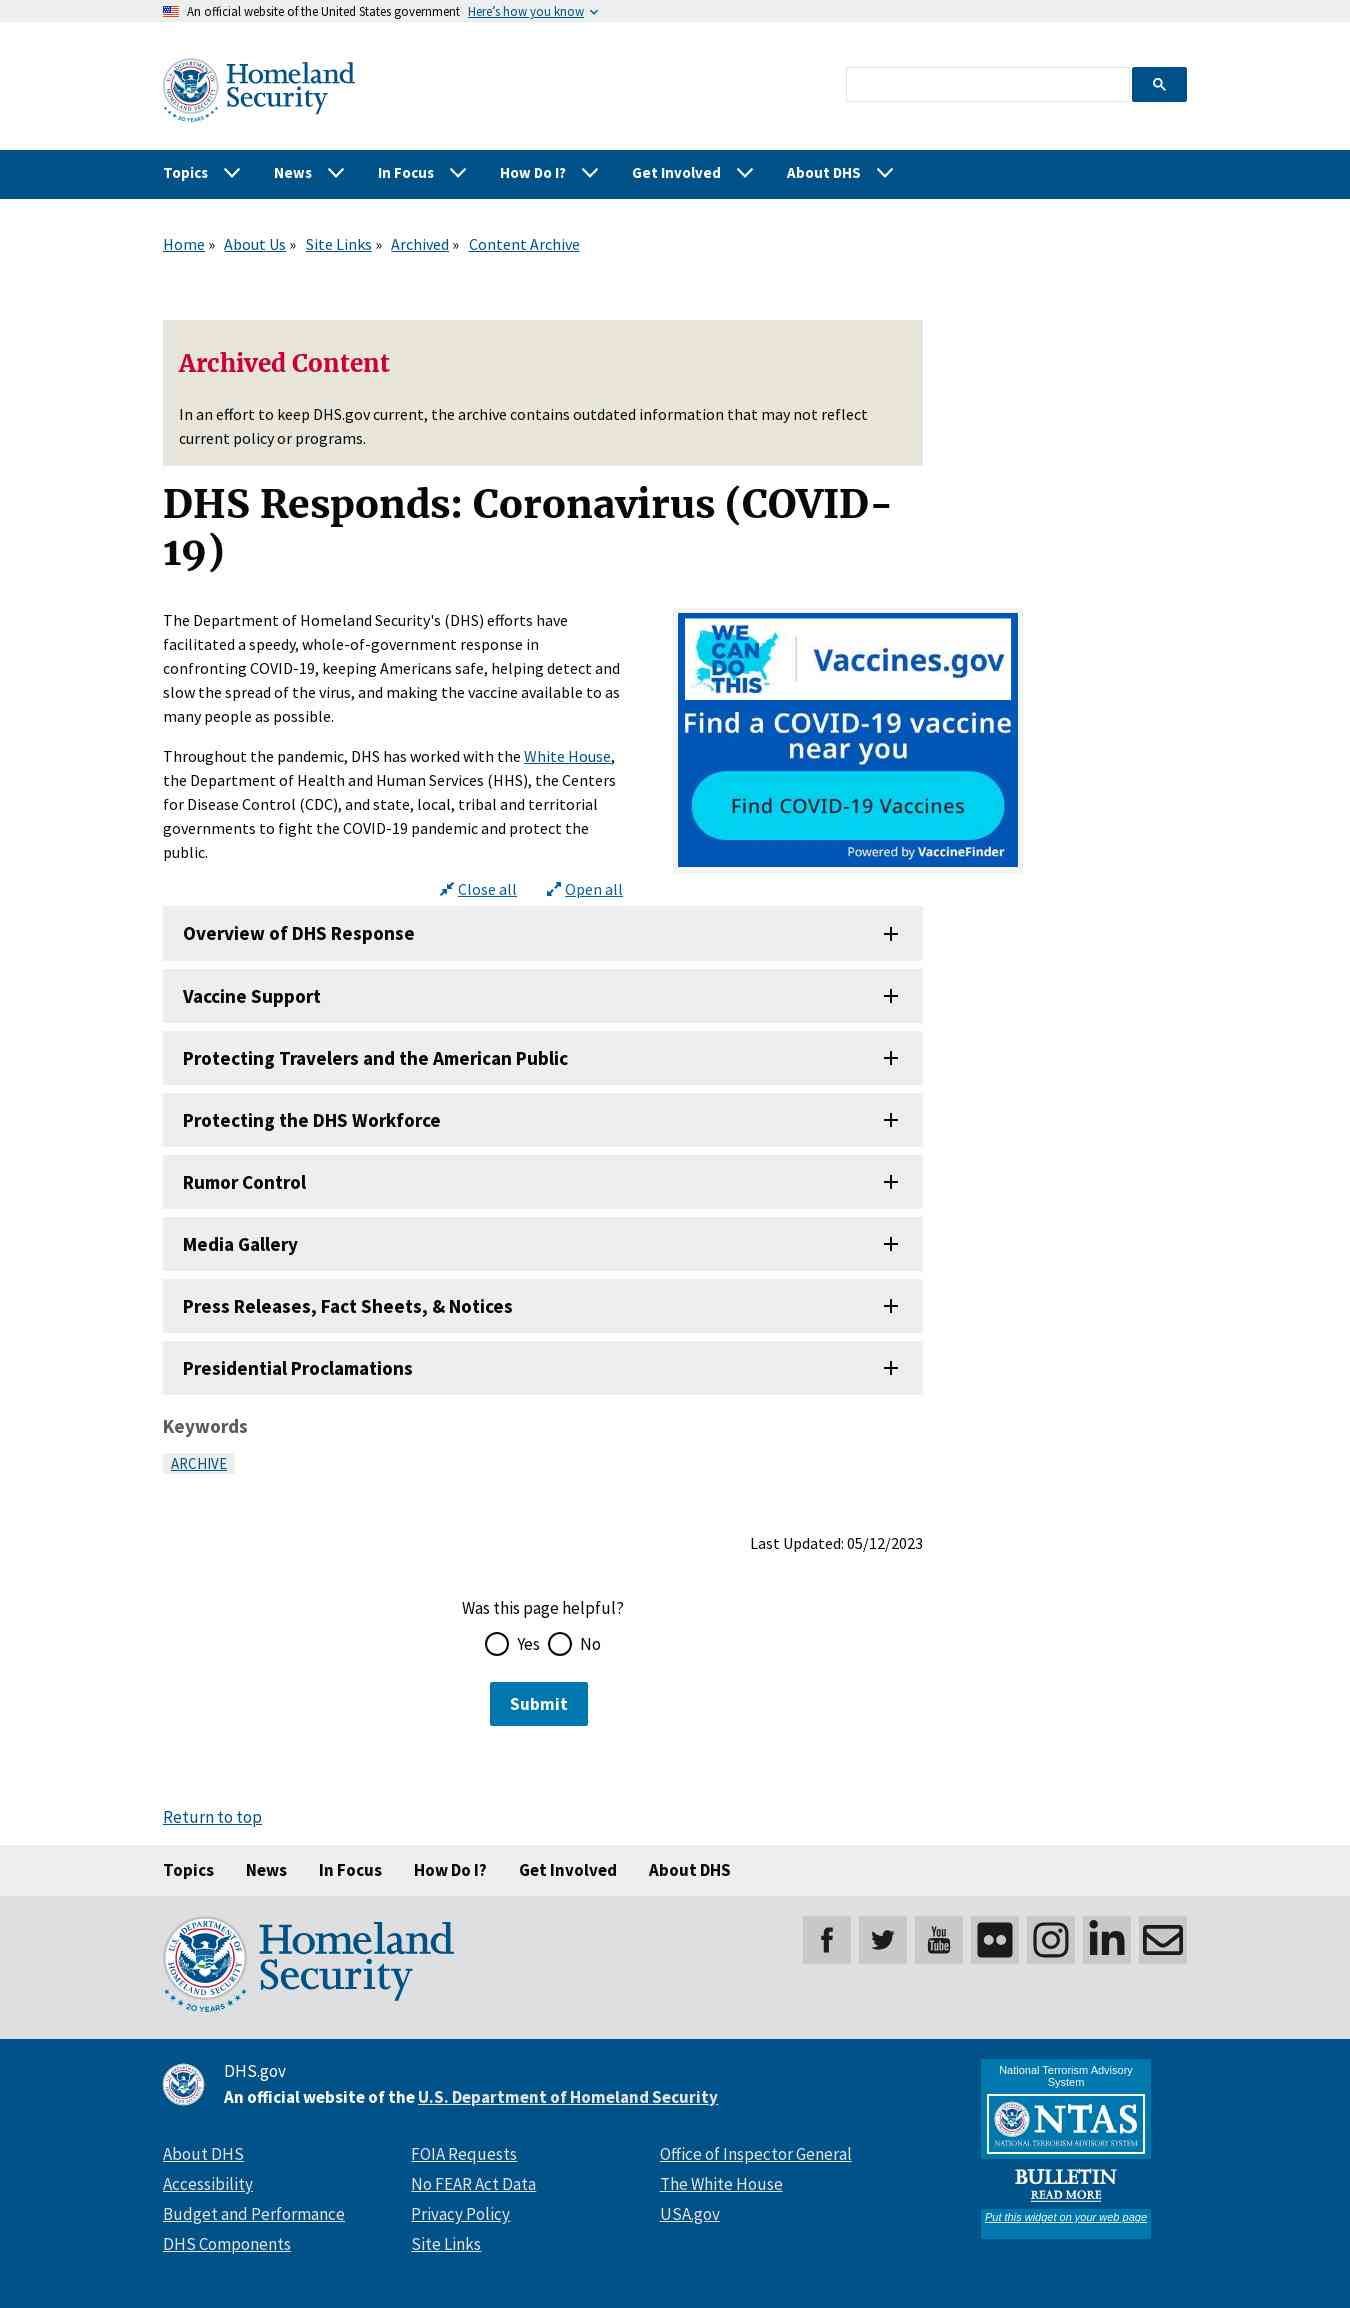 An official website of the United States government Here's how you know
Homeland
Security
20 YEARS
Topics News In Focus How Do I? Get Involved About DHS
Home » About Us » Site Links » Archived » Content Archive
Archived Content
In an effort to keep DHS.gov current, the archive contains outdated information that may not reflect
current policy or programs.
DHS Responds: Coronavirus (COVID-
19)
The Department of Homeland Security's (DHS) efforts have
facilitated a speedy, whole-of-government response in
confronting COVID-19, keeping Americans safe, helping detect and
slow the spread of the virus, and making the vaccine available to as
many people as possible.
Throughout the pandemic, DHS has worked with the White House,
the Department of Health and Human Services (HHS), the Centers
for Disease Control (CDC), and state, local, tribal and territorial
governments to fight the COVID-19 pandemic and protect the
public.
WE
CAN
DO
THIS
Vaccines.gov
Find a COVID-19 vaccine
near you
Find COVID-19 Vaccines
Powered by VaccineFinder
Close all Open all
Overview of DHS Response
Vaccine Support
Protecting Travelers and the American Public
Protecting the DHS Workforce
Rumor Control
Media Gallery
Press Releases, Fact Sheets, & Notices
Presidential Proclamations
Keywords
ARCHIVE
Last Updated: 05/12/2023
Was this page helpful?
Yes No
Submit
Return to top
Topics News In Focus How Do I? Get Involved About DHS
U.S. DEPARTMENT OF
HOMELAND SECURITY
20 YEARS
Homeland
Security
You
Tube
in
DHS.gov
An official website of the U.S. Department of Homeland Security
About DHS FOIA Requests Office of Inspector General
Accessibility No FEAR Act Data The White House
Budget and Performance Privacy Policy USA.gov
DHS Components Site Links
National Terrorism Advisory
System
NTAS
NATIONAL TERRORISM ADVISORY SYSTEM
BULLETIN
READ MORE
Put this widget on your web page